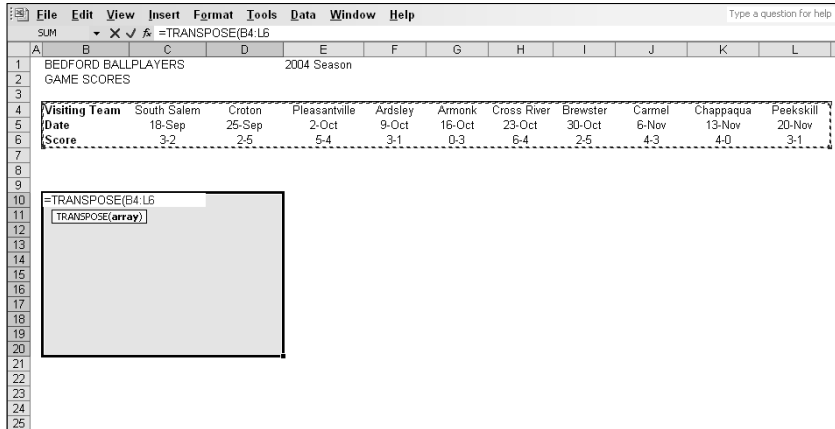 File Edit View Insert Format Tools Data Window Help Type a question for help
SUM =TRANSPOSE(B4:L6
A B C D E F G H I J K L
1 BEDFORD BALLPLAYERS 2004 Season
2 GAME SCORES
3
4 Visiting Team South Salem Croton Pleasantville Ardsley Armonk Cross River Brewster Carmel Chappaqua Peekskill
5 Date 18-Sep 25-Sep 2-Oct 9-Oct 16-Oct 23-Oct 30-Oct 6-Nov 13-Nov 20-Nov
6 Score 3-2 2-5 5-4 3-1 0-3 6-4 2-5 4-3 4-0 3-1
7
8
9
10 =TRANSPOSE(B4:L6
11 TRANSPOSE(array)
12
13
14
15
16
17
18
19
20
21
22
23
24
25